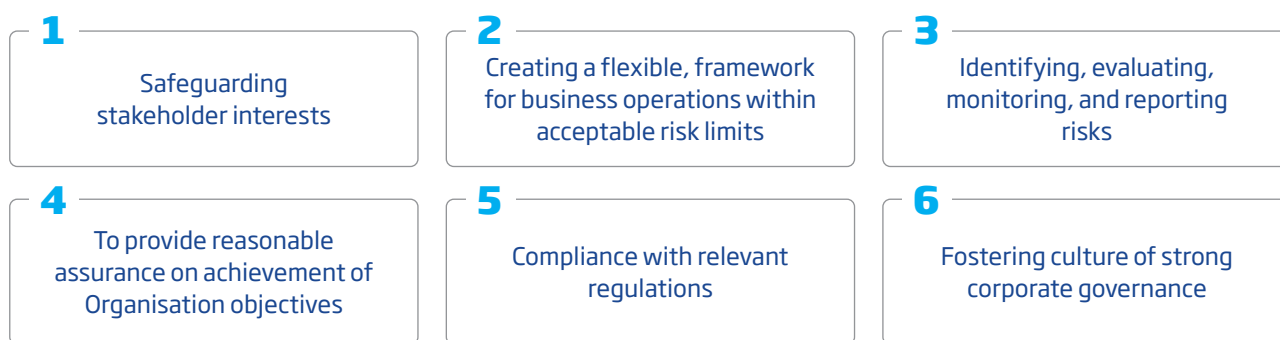 1
Safeguarding
stakeholder interests
2
Creating a flexible, framework
for business operations within
acceptable risk limits
3
Identifying, evaluating,
monitoring, and reporting
risks
4
To provide reasonable
assurance on achievement of
Organisation objectives
5
Compliance with relevant
regulations
6
Fostering culture of strong
corporate governance